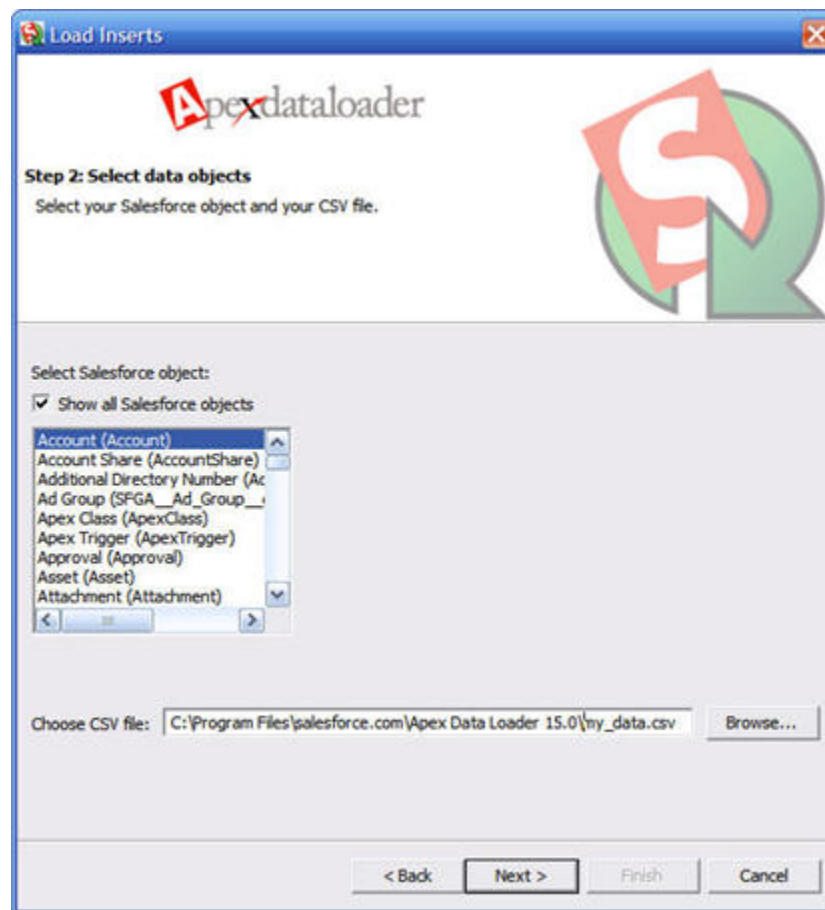 Load Inserts
Apexdataloader
Step 2: Select data objects
Select your Salesforce object and your CSV file.
Select Salesforce object:
Show all Salesforce objects
Account (Account)
Account Share (AccountShare)
Additional Directory Number (Ad
Ad Group (SFGA__Ad_Group__
Apex Class (ApexClass)
Apex Trigger (ApexTrigger)
Approval (Approval)
Asset (Asset)
Attachment (Attachment)
Choose CSV file: C:\Program Files\salesforce.com\Apex Data Loader 15.0\my_data.csv Browse...
< Back Next > Finish Cancel